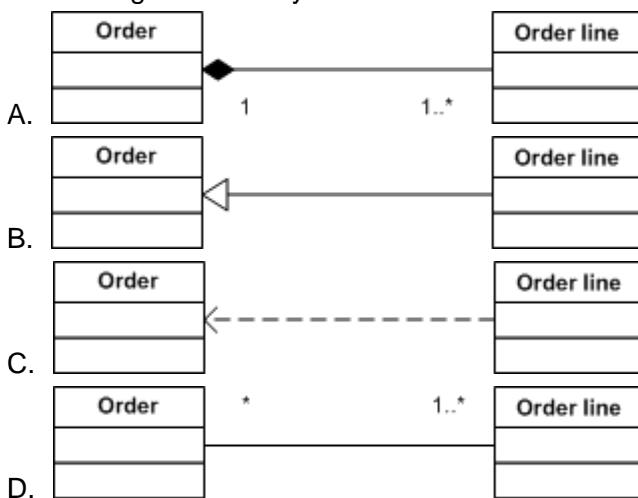 Order Order line
A. 1 1..*
Order Order line
B.
Order Order line
C.
Order * 1..* Order line
D.